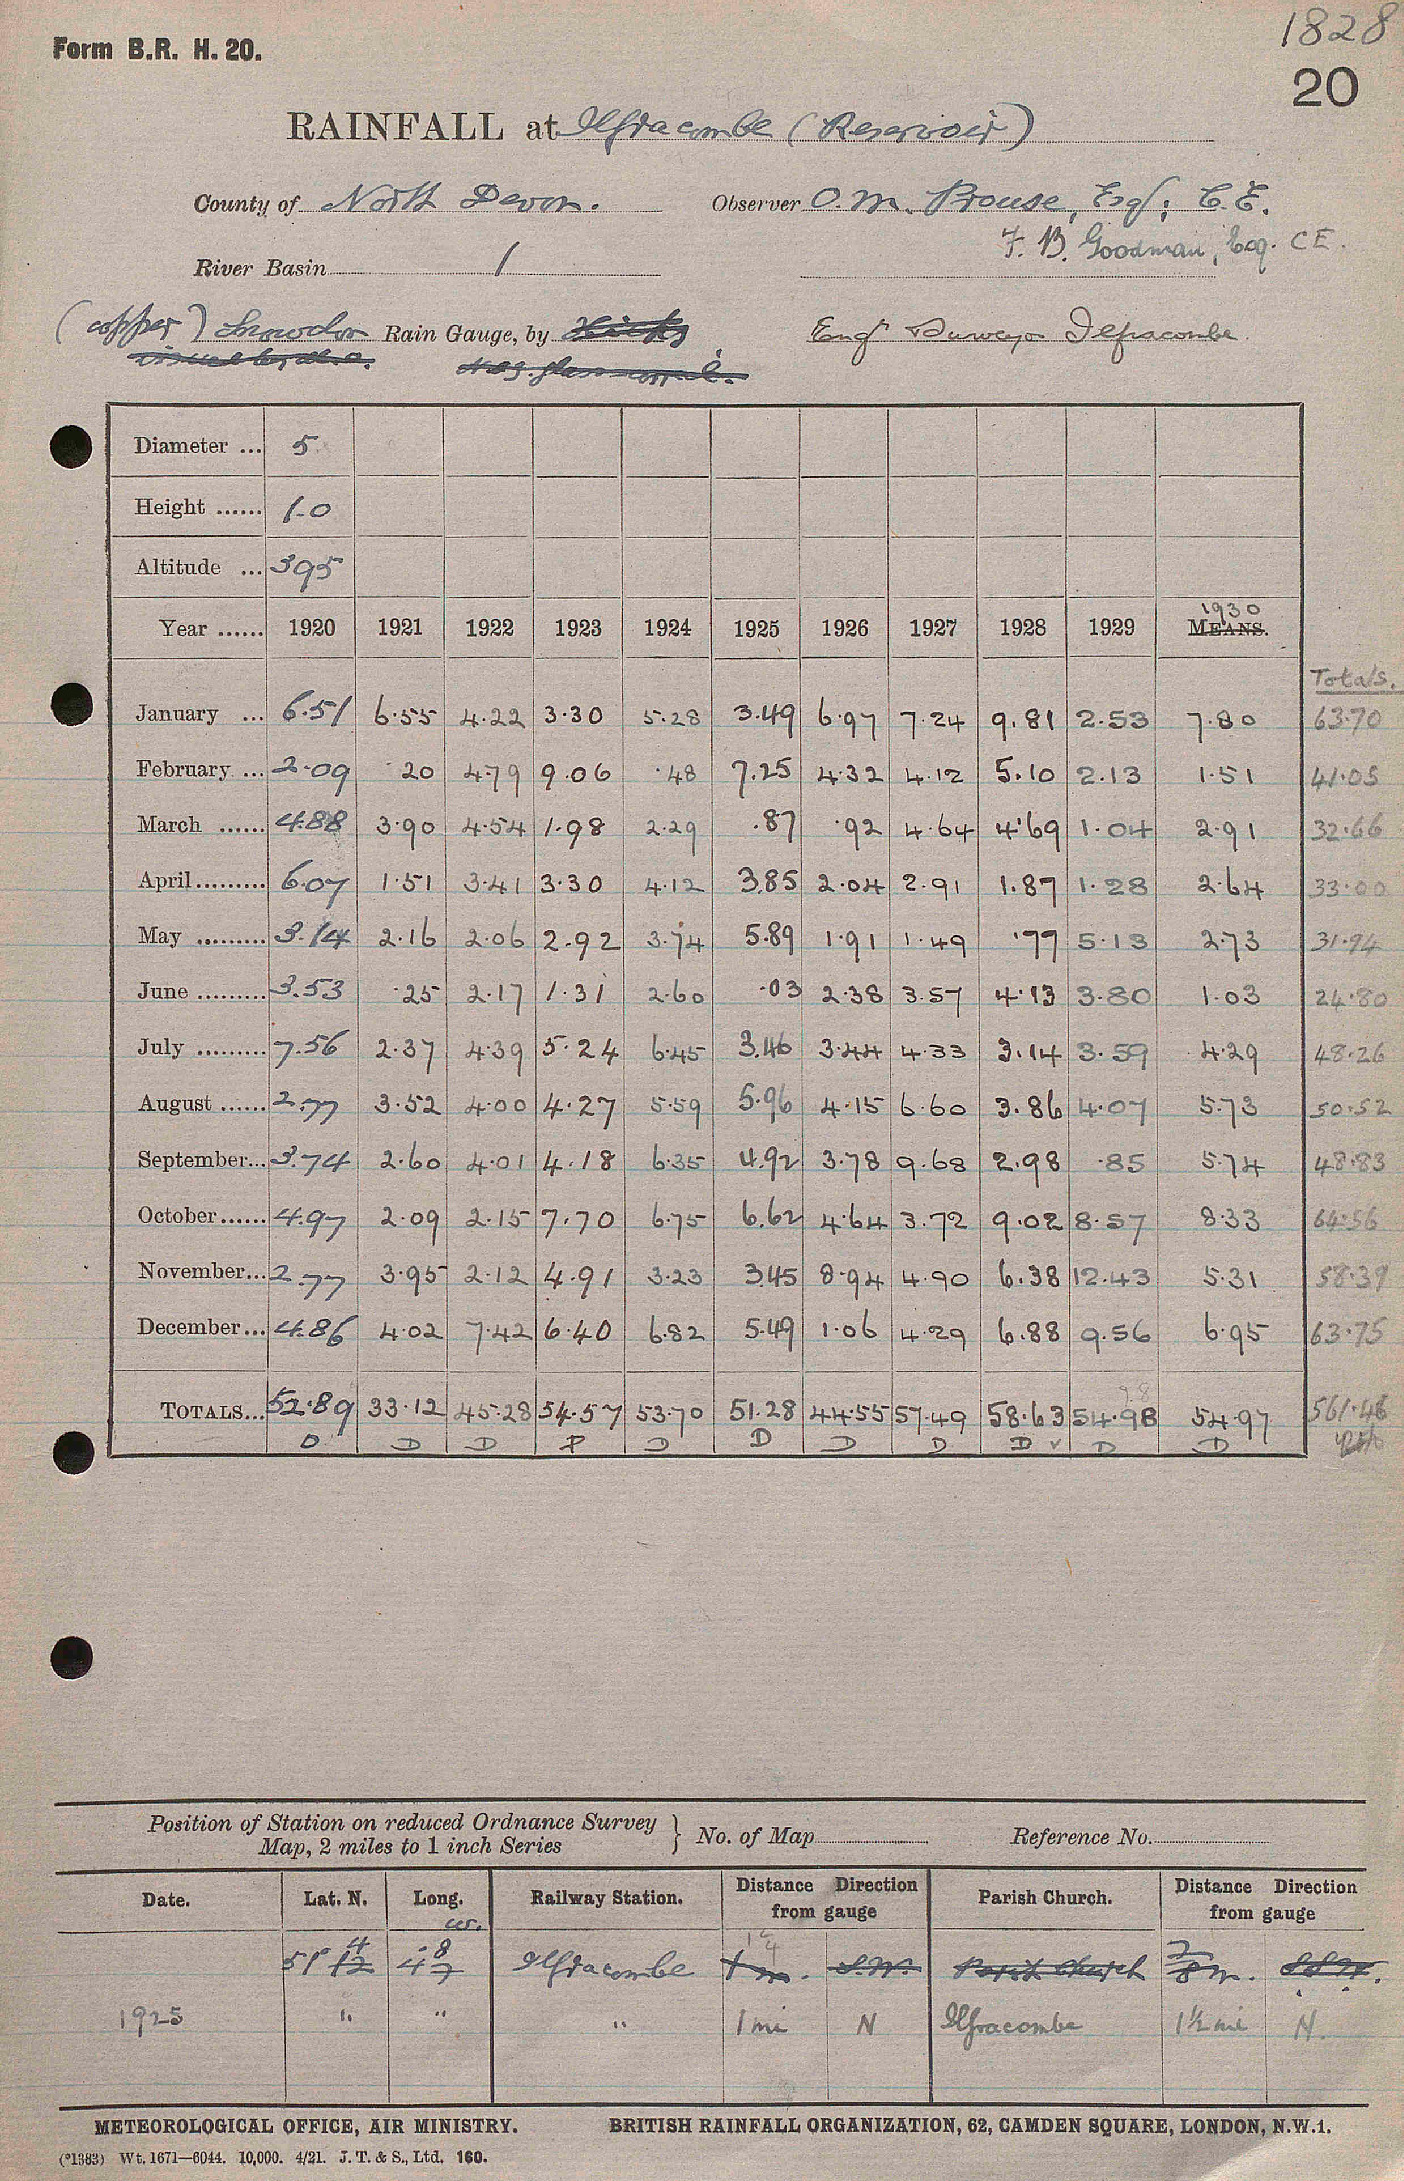 1828
Form B.R. H. 20.
20
RAINFALL at Ilfracombe (Reservoir)
County of North Devon. Observer O. M. Prouse, Esq; C.E.
F. B. Goodman, Esq. C E.
River Basin 1
(copper) Snowdon Rain Gauge, by Hicks Engr Surveyor Ilfracombe
Diameter ... 5
Height ...... 1-0
Altitude ... 395
1930
Year ...... 1920 1921 1922 1923 1924 1925 1926 1927 1928 1929 MEANS.
Totals.
January ... 6.51 6.55 4.22 3.30 5.28 3.49 6.97 7.24 9.81 2.53 7.80 63.70
February ... 2.09 .20 4.79 9.06 .48 7.25 4.32 4.12 5.10 2.13 1.51 41.05
March ...... 4.88 3.90 4.54 1.98 2.29 .87 .92 4.64 4.69 1.04 2.91 32.66
April......... 6.07 1.51 3.41 3.30 4.12 3.85 2.04 2.91 1.87 1.28 2.64 33.00
May ......... 3.14 2.16 2.06 2.92 3.74 5.89 1.91 1.49 .77 5.13 2.73 31.94
June ......... 3.53 .25 2.17 1.31 2.60 .03 2.38 3.57 4.13 3.80 1.03 24.80
July ......... 7.56 2.37 4.39 5.24 6.45 3.46 3.44 4.33 3.14 3.59 4.29 48.26
August ...... 2.77 3.52 4.00 4.27 5.59 5.96 4.15 6.60 3.86 4.07 5.73 50.52
September... 3.74 2.60 4.01 4.18 6.35 4.92 3.78 9.68 2.98 .85 5.74 48.83
October...... 4.97 2.09 2.15 7.70 6.75 6.62 4.64 3.72 9.02 8.57 8.33 64.56
November... 2.77 3.95 2.12 4.91 3.23 3.45 8.94 4.90 6.38 12.43 5.31 58.39
December... 4.86 4.02 7.42 6.40 6.82 5.49 1.06 4.29 6.88 9.56 6.95 63.75
98
TOTALS... 52.89 33.12 45.28 54.57 53.70 51.28 44.55 57.49 58.63 54.98 54.97 561.46
D D D P D D D D D v D D
Position of Station on reduced Ordnance Survey } No. of Map Reference No.
Map, 2 miles to 1 inch Series
Date. Lat. N. Long. Railway Station. Distance Direction from gauge Parish Church. Distance Direction from gauge
W.
4 8
51° 12 4 7 Ilfracombe 1 m. S.W. Parish Church 7/8 m. SSW.
1925 " " " 1 mi N Ilfracombe 1½ mi N.
METEOROLOGICAL OFFICE, AIR MINISTRY. BRITISH RAINFALL ORGANIZATION, 62, CAMDEN SQUARE, LONDON, N.W.1.
(*1383) Wt. 1671—6044. 10,000. 4/21. J. T. & S., Ltd. 160.